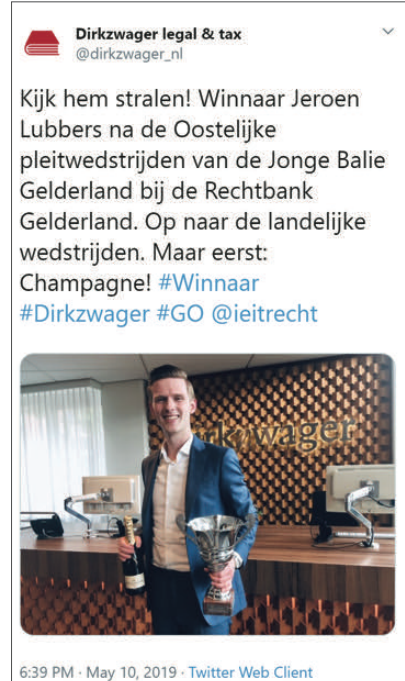 Dirkzwager legal & tax
@dirkzwager_nl
Kijk hem stralen! Winnaar Jeroen
Lubbers na de Oostelijke
pleitwedstrijden van de Jonge Balie
Gelderland bij de Rechtbank
Gelderland. Op naar de landelijke
wedstrijden. Maar eerst:
Champagne! #Winnaar
#Dirkzwager #GO @ieitrecht
dirkzwager
6:39 PM · May 10, 2019 · Twitter Web Client